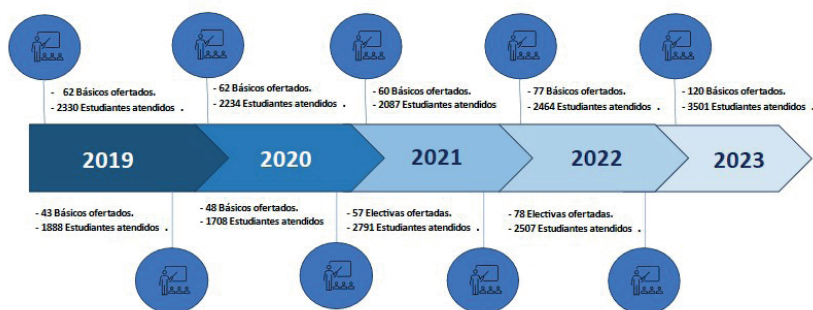 - 62 Básicos ofertados.
- 2330 Estudiantes atendidos .
- 62 Básicos ofertados.
- 2234 Estudiantes atendidos .
- 60 Básicos ofertados.
- 2087 Estudiantes atendidos
- 77 Básicos ofertados.
- 2464 Estudiantes atendidos .
- 120 Básicos ofertados.
- 3501 Estudiantes atendidos .
2019
2020
2021
2022
2023
- 43 Básicos ofertados.
- 1888 Estudiantes atendidos .
- 48 Básicos ofertados.
- 1708 Estudiantes atendidos
- 57 Electivas ofertadas.
- 2791 Estudiantes atendidos .
- 78 Electivas ofertadas.
- 2507 Estudiantes atendidos .